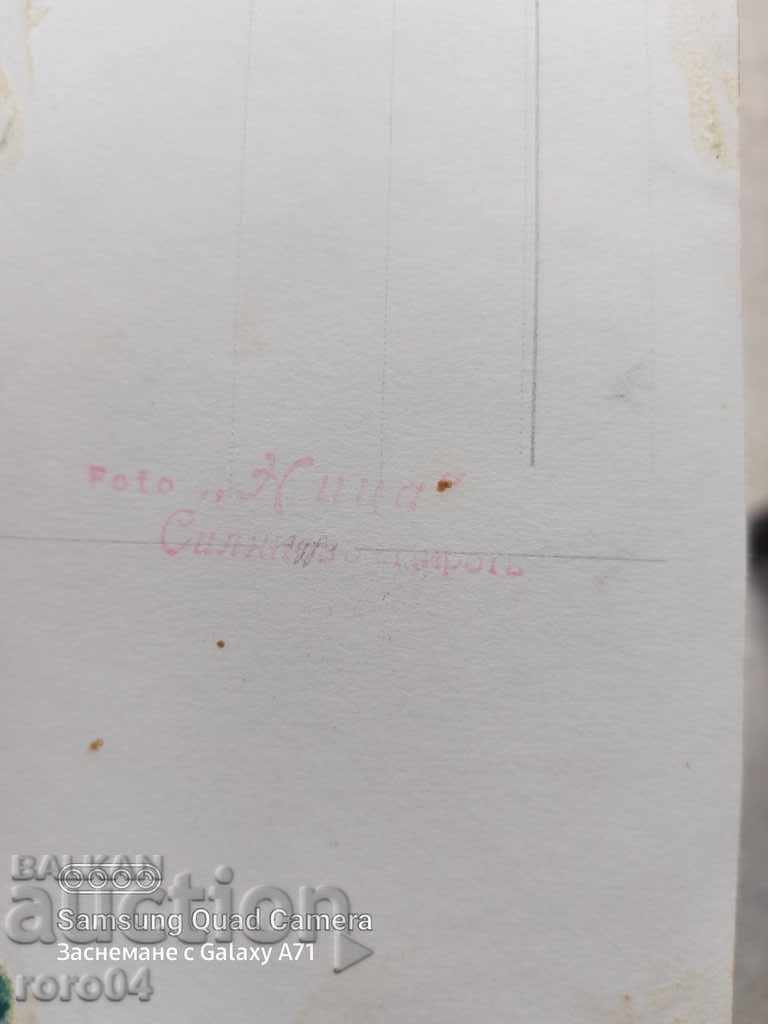 Foto „Ница“
BALKAN
auction
Samsung Quad Camera
Заснемане с Galaxy A71
roro04